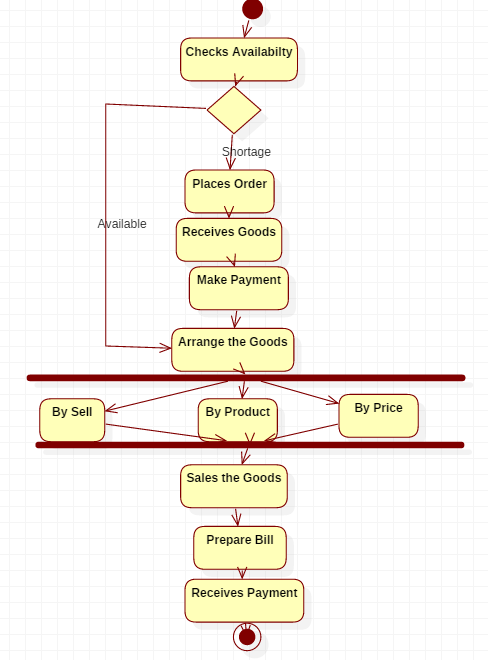 Checks Availabilty
Shortage
Places Order
Available
Receives Goods
Make Payment
Arrange the Goods
By Sell
By Product
By Price
Sales the Goods
Prepare Bill
Receives Payment